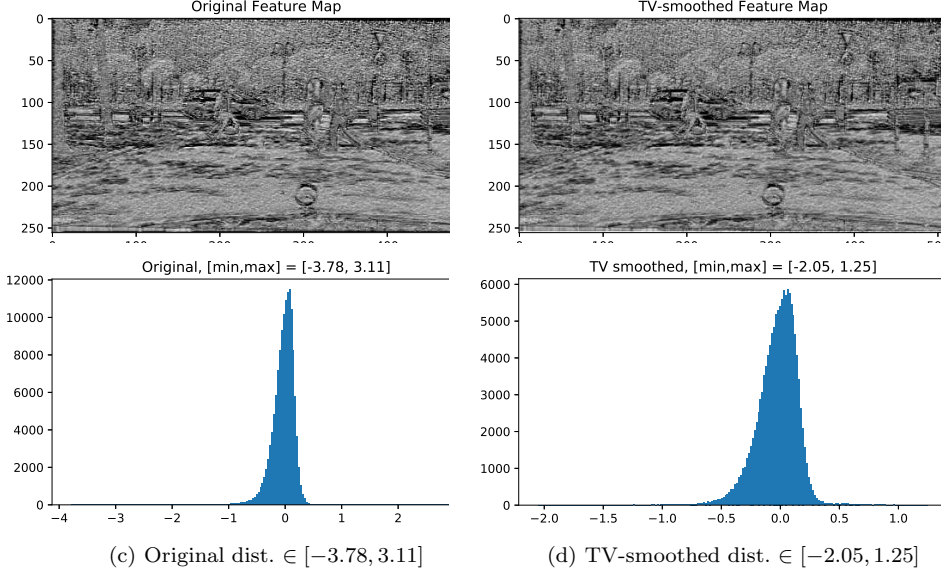 Original Feature Map
0
50
100
150
200
250
0 100 200 300 400
TV-smoothed Feature Map
0
50
100
150
200
250
0 100 200 300 400
Original, [min,max] = [-3.78, 3.11]
12000
10000
8000
6000
4000
2000
0
−4 −3 −2 −1 0 1 2
TV smoothed, [min,max] = [-2.05, 1.25]
6000
5000
4000
3000
2000
1000
0
−2.0 −1.5 −1.0 −0.5 0.0 0.5 1.0
(c) Original dist. ∈ [−3.78, 3.11]
(d) TV-smoothed dist. ∈ [−2.05, 1.25]